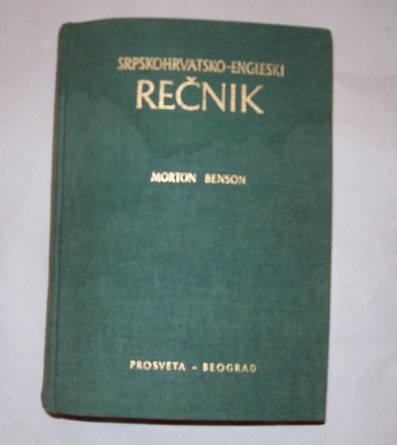 SRPSKOHRVATSKO-ENGLESKI
REČNIK
MORTON BENSON
PROSVETA - BEOGRAD